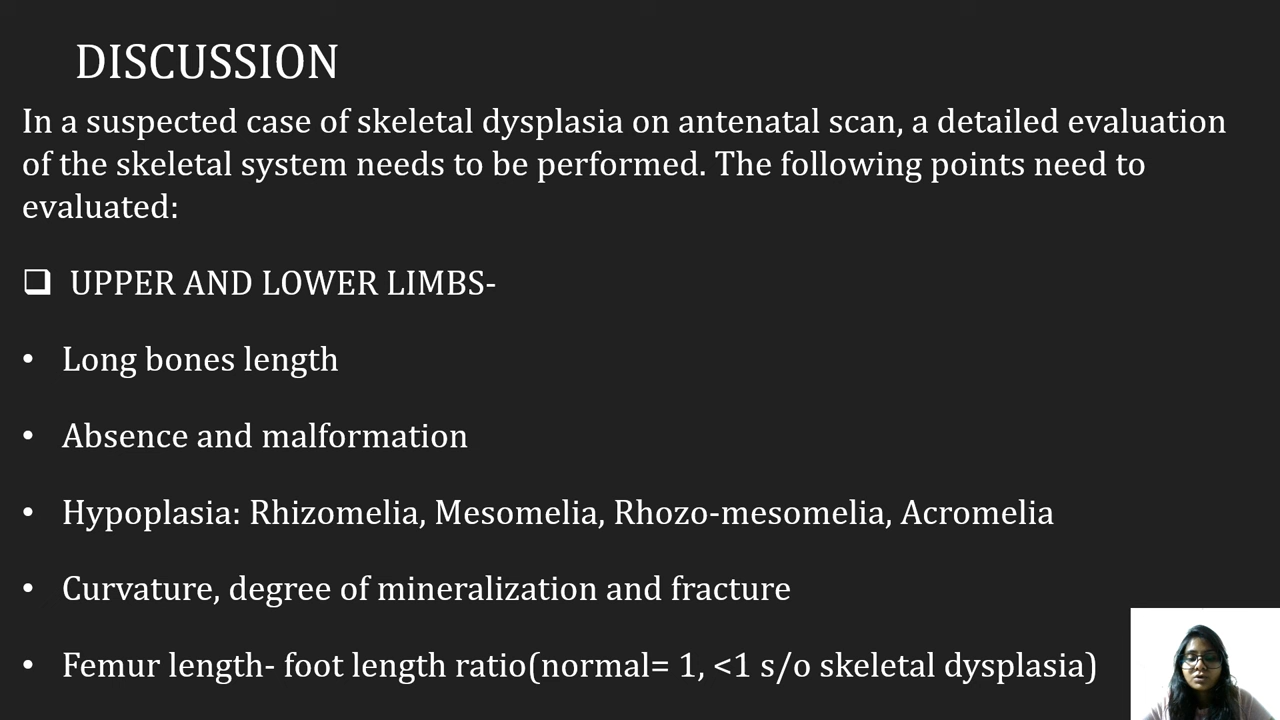 DISCUSSION
In a suspected case of skeletal dysplasia on antenatal scan, a detailed evaluation
of the skeletal system needs to be performed. The following points need to
evaluated:
❑ UPPER AND LOWER LIMBS-
• Long bones length
• Absence and malformation
• Hypoplasia: Rhizomelia, Mesomelia, Rhozo-mesomelia, Acromelia
• Curvature, degree of mineralization and fracture
• Femur length- foot length ratio(normal= 1, <1 s/o skeletal dysplasia)